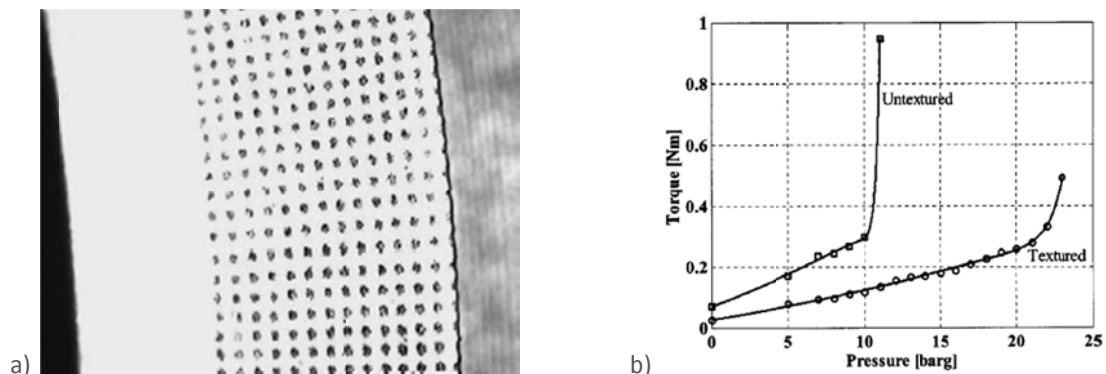 a)
b)
1
0.8
0.6
0.4
0.2
0
Torque [Nm]
Untextured
Textured
0 5 10 15 20 25
Pressure [barg]